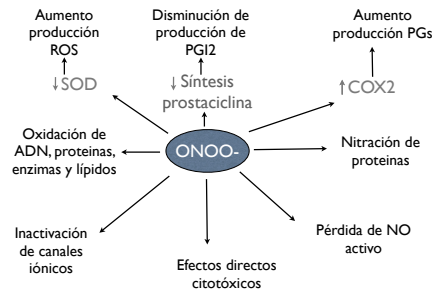 Aumento
producción
ROS
Disminución de
producción de
PGI2
Aumento
producción PGs
↓SOD
↓ Síntesis
prostaciclina
↑COX2
Oxidación de
ADN, proteinas,
enzimas y lípidos
ONOO-
Nitración de
proteinas
Inactivación
de canales
iónicos
Efectos directos
citotóxicos
Pérdida de NO
activo